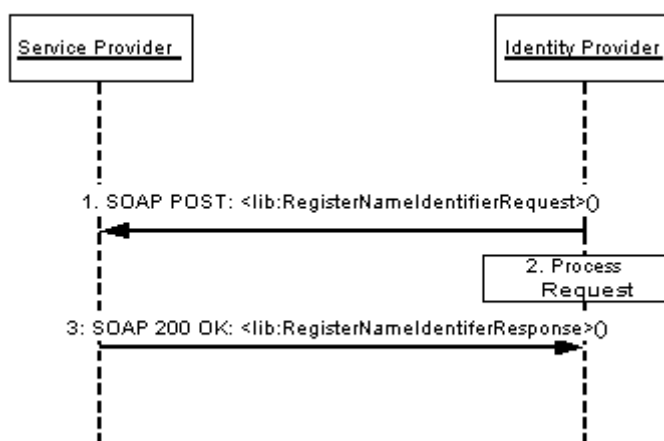 Service Provider
Identity Provider
1. SOAP POST: <lib:RegisterNameIdentifierRequest>()
2. Process
Request
3: SOAP 200 OK: <lib:RegisterNameIdentiferResponse>()